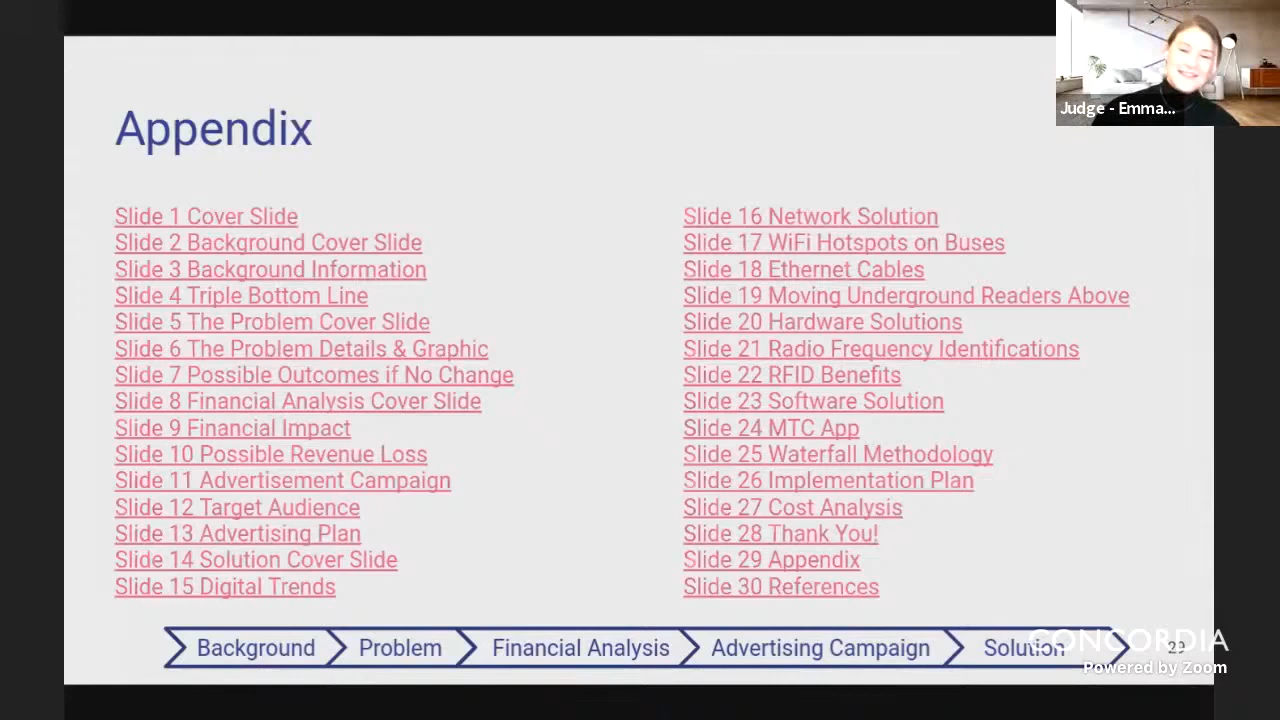 Appendix
Slide 1 Cover Slide
Slide 2 Background Cover Slide
Slide 3 Background Information
Slide 4 Triple Bottom Line
Slide 5 The Problem Cover Slide
Slide 6 The Problem Details & Graphic
Slide 7 Possible Outcomes if No Change
Slide 8 Financial Analysis Cover Slide
Slide 9 Financial Impact
Slide 10 Possible Revenue Loss
Slide 11 Advertisement Campaign
Slide 12 Target Audience
Slide 13 Advertising Plan
Slide 14 Solution Cover Slide
Slide 15 Digital Trends
Slide 16 Network Solution
Slide 17 WiFi Hotspots on Buses
Slide 18 Ethernet Cables
Slide 19 Moving Underground Readers Above
Slide 20 Hardware Solutions
Slide 21 Radio Frequency Identifications
Slide 22 RFID Benefits
Slide 23 Software Solution
Slide 24 MTC App
Slide 25 Waterfall Methodology
Slide 26 Implementation Plan
Slide 27 Cost Analysis
Slide 28 Thank You!
Slide 29 Appendix
Slide 30 References
Background Problem Financial Analysis Advertising Campaign Solution 29
Judge - Emma...
CONCORDIA
Powered by Zoom